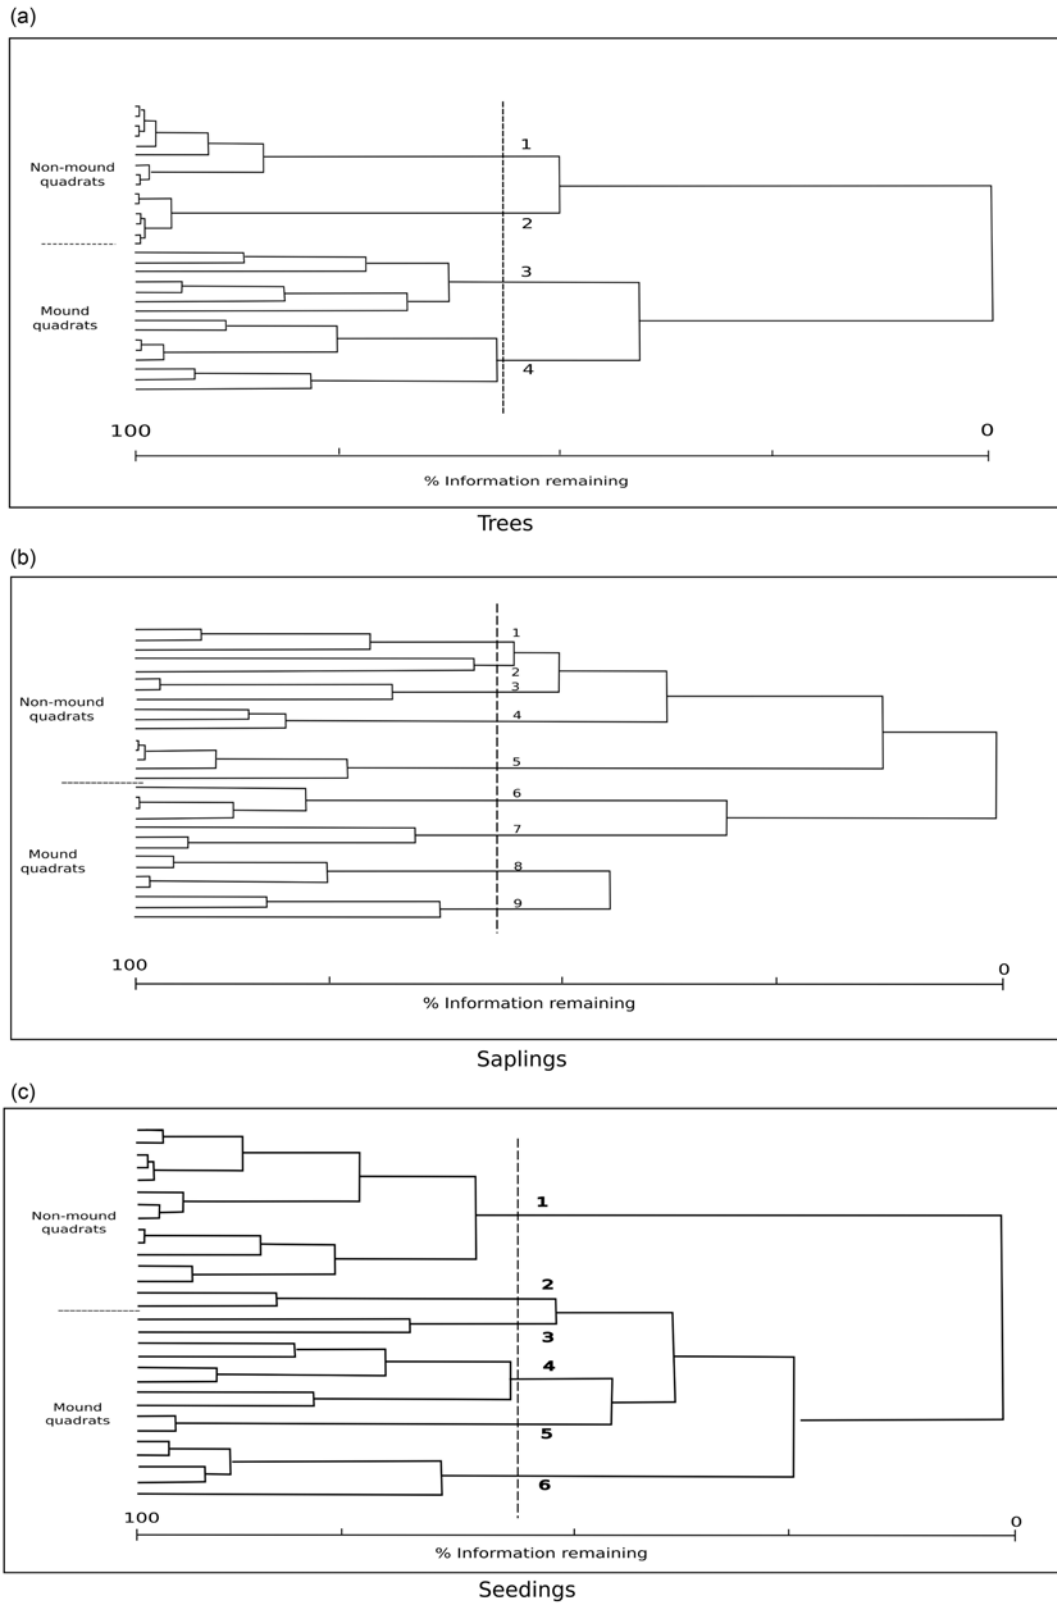 (a)
1
Non-mound
quadrats
2
3
Mound
quadrats
4
100
0
% Information remaining
Trees
(b)
1
2
3
Non-mound
quadrats
4
5
6
7
Mound
quadrats
8
9
100
0
% Information remaining
Saplings
(c)
1
Non-mound
quadrats
2
3
4
Mound
quadrats
5
6
100
0
% Information remaining
Seedings